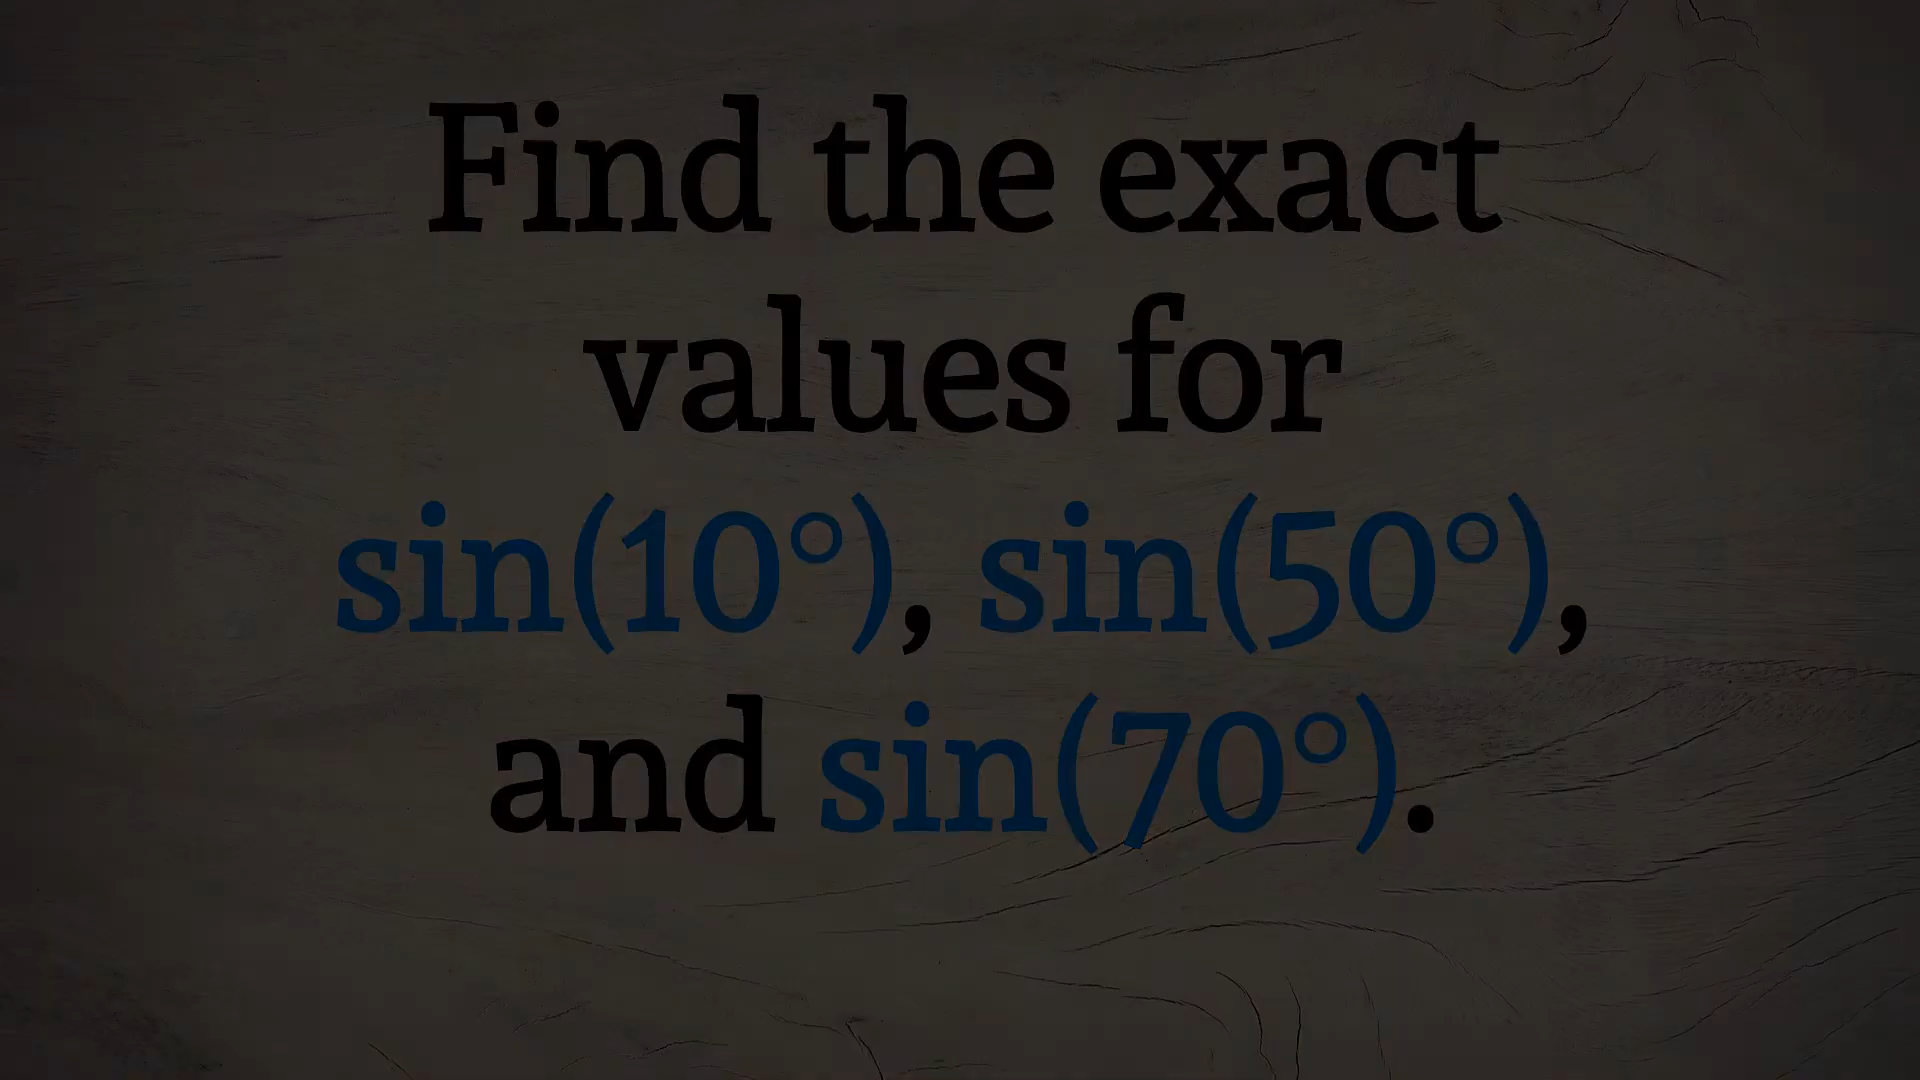 Find the exact
values for
sin(10°), sin(50°),
and sin(70°).